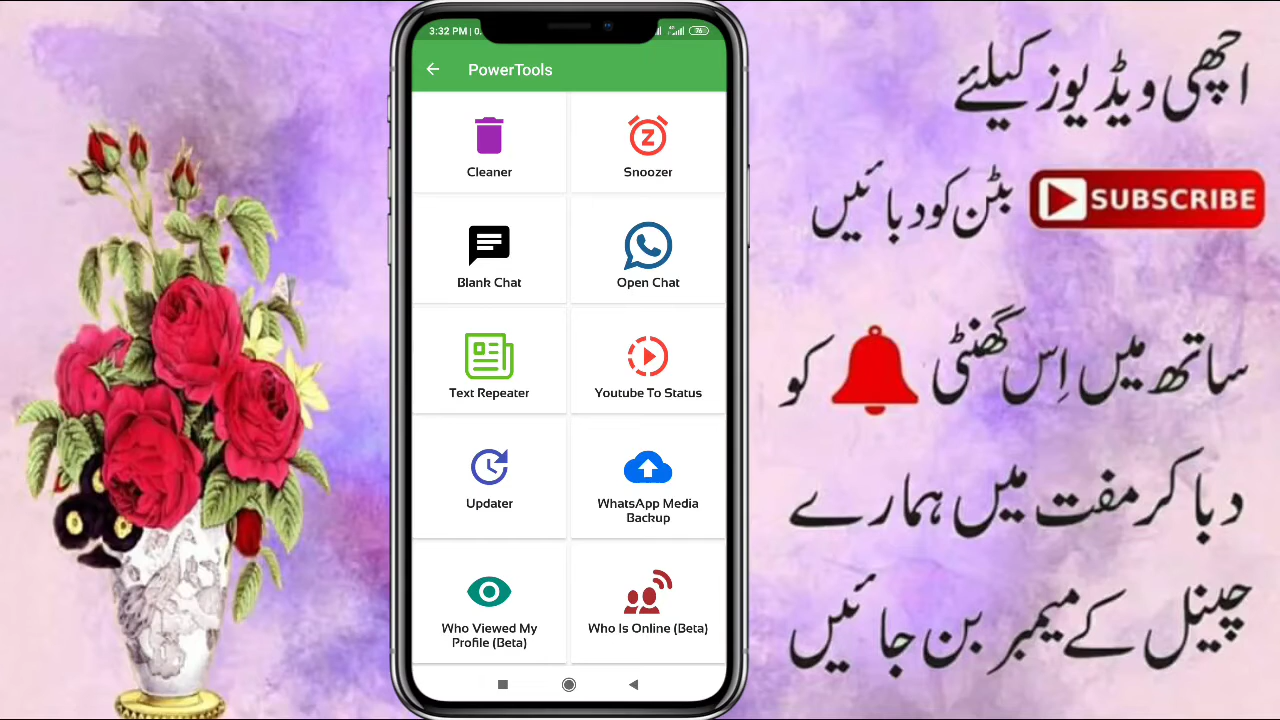 3:32 PM | 0.
76
PowerTools
Cleaner
Snoozer
Blank Chat
Open Chat
Text Repeater
Youtube To Status
Updater
WhatsApp Media
Backup
Who Viewed My
Profile (Beta)
Who Is Online (Beta)
اچھی ویڈیوز کیلئے
SUBSCRIBE بٹن کو دبائیں
ساتھ میں اِس گھنٹی کو
دبا کر مفت میں ہمارے
چینل کے میمبر بن جائیں